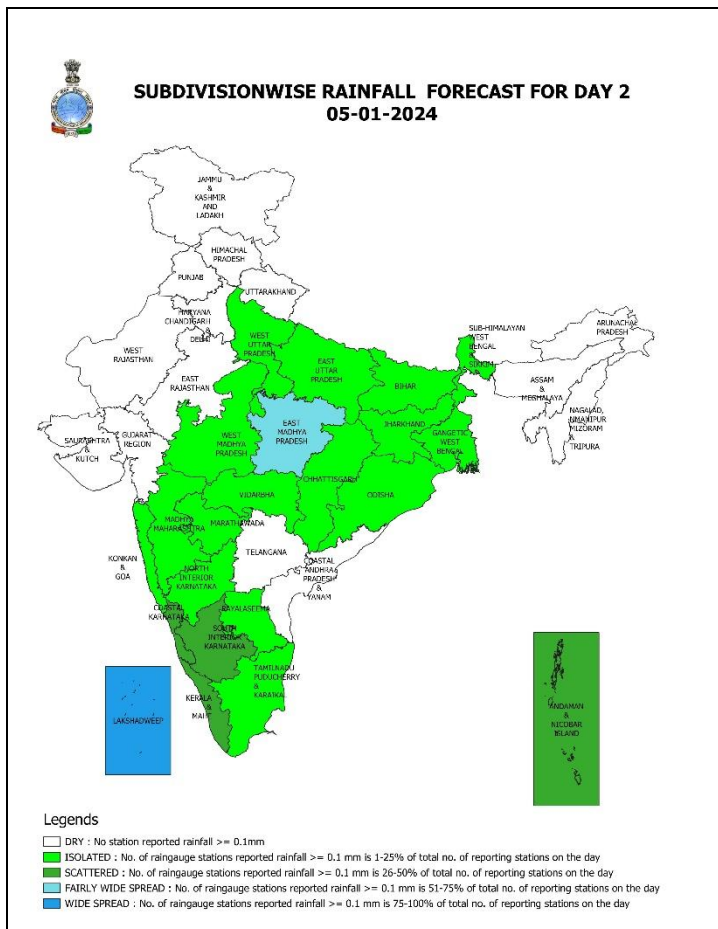 SUBDIVISIONWISE RAINFALL FORECAST FOR DAY 2
05-01-2024
JAMMU
&
KASHMIR
AND
LADAKH
HIMACHAL
PRADESH
PUNJAB
UTTARAKHAND
HARYANA
CHANDIGARH
&
DELHI
WEST
RAJASTHAN
EAST
RAJASTHAN
WEST
UTTAR
PRADESH
EAST
UTTAR
PRADESH
BIHAR
SUB-HIMALAYAN
WEST
BENGAL
&
SIKKIM
ARUNACHAL
PRADESH
ASSAM
&
MEGHALAYA
NAGALAD,
MANIPUR
MIZORAM
&
TRIPURA
SAURASHTRA
&
KUTCH
GUJARAT
REGION
WEST
MADHYA
PRADESH
EAST
MADHYA
PRADESH
JHARKHAND
GANGETIC
WEST
BENGAL
CHHATTISGARH
ODISHA
VIDARBHA
MADHYA
MAHARASHTRA
MARATHAWADA
TELANGANA
KONKAN
&
GOA
NORTH
INTERIOR
KARNATAKA
COASTAL
ANDHRA
PRADESH
&
YANAM
COASTAL
KARNATAKA
RAYALASEEMA
SOUTH
INTERIOR
KARNATAKA
TAMILNADU
PUDUCHERRY
&
KARAIKAL
KERALA
&
MAHE
LAKSHADWEEP
ANDAMAN
&
NICOBAR
ISLAND
Legends
DRY : No station reported rainfall >= 0.1mm
ISOLATED : No. of raingauge stations reported rainfall >= 0.1 mm is 1-25% of total no. of reporting stations on the day
SCATTERED : No. of raingauge stations reported rainfall >= 0.1 mm is 26-50% of total no. of reporting stations on the day
FAIRLY WIDE SPREAD : No. of raingauge stations reported rainfall >= 0.1 mm is 51-75% of total no. of reporting stations on the day
WIDE SPREAD : No. of raingauge stations reported rainfall >= 0.1 mm is 75-100% of total no. of reporting stations on the day